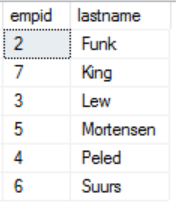 empid lastname
2 Funk
7 King
3 Lew
5 Mortensen
4 Peled
6 Suurs